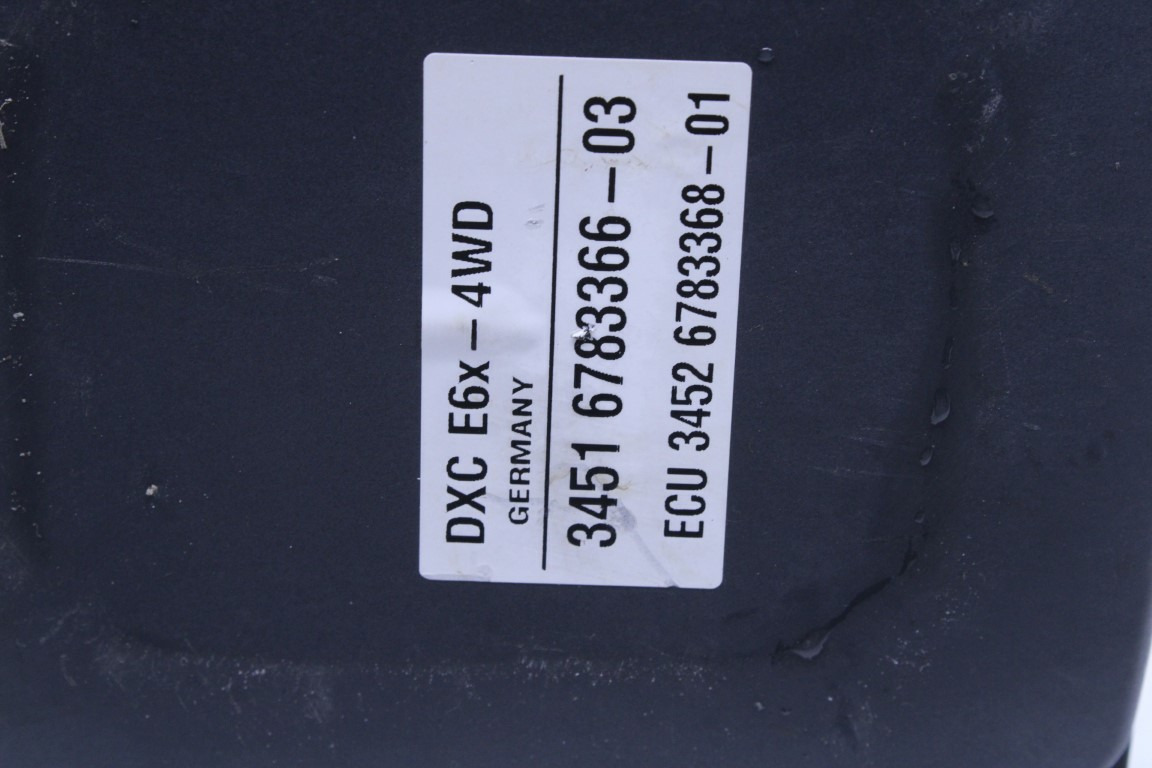 DXC E6x-4WD
GERMANY
3451 6783366-03
ECU 3452 6783368-01